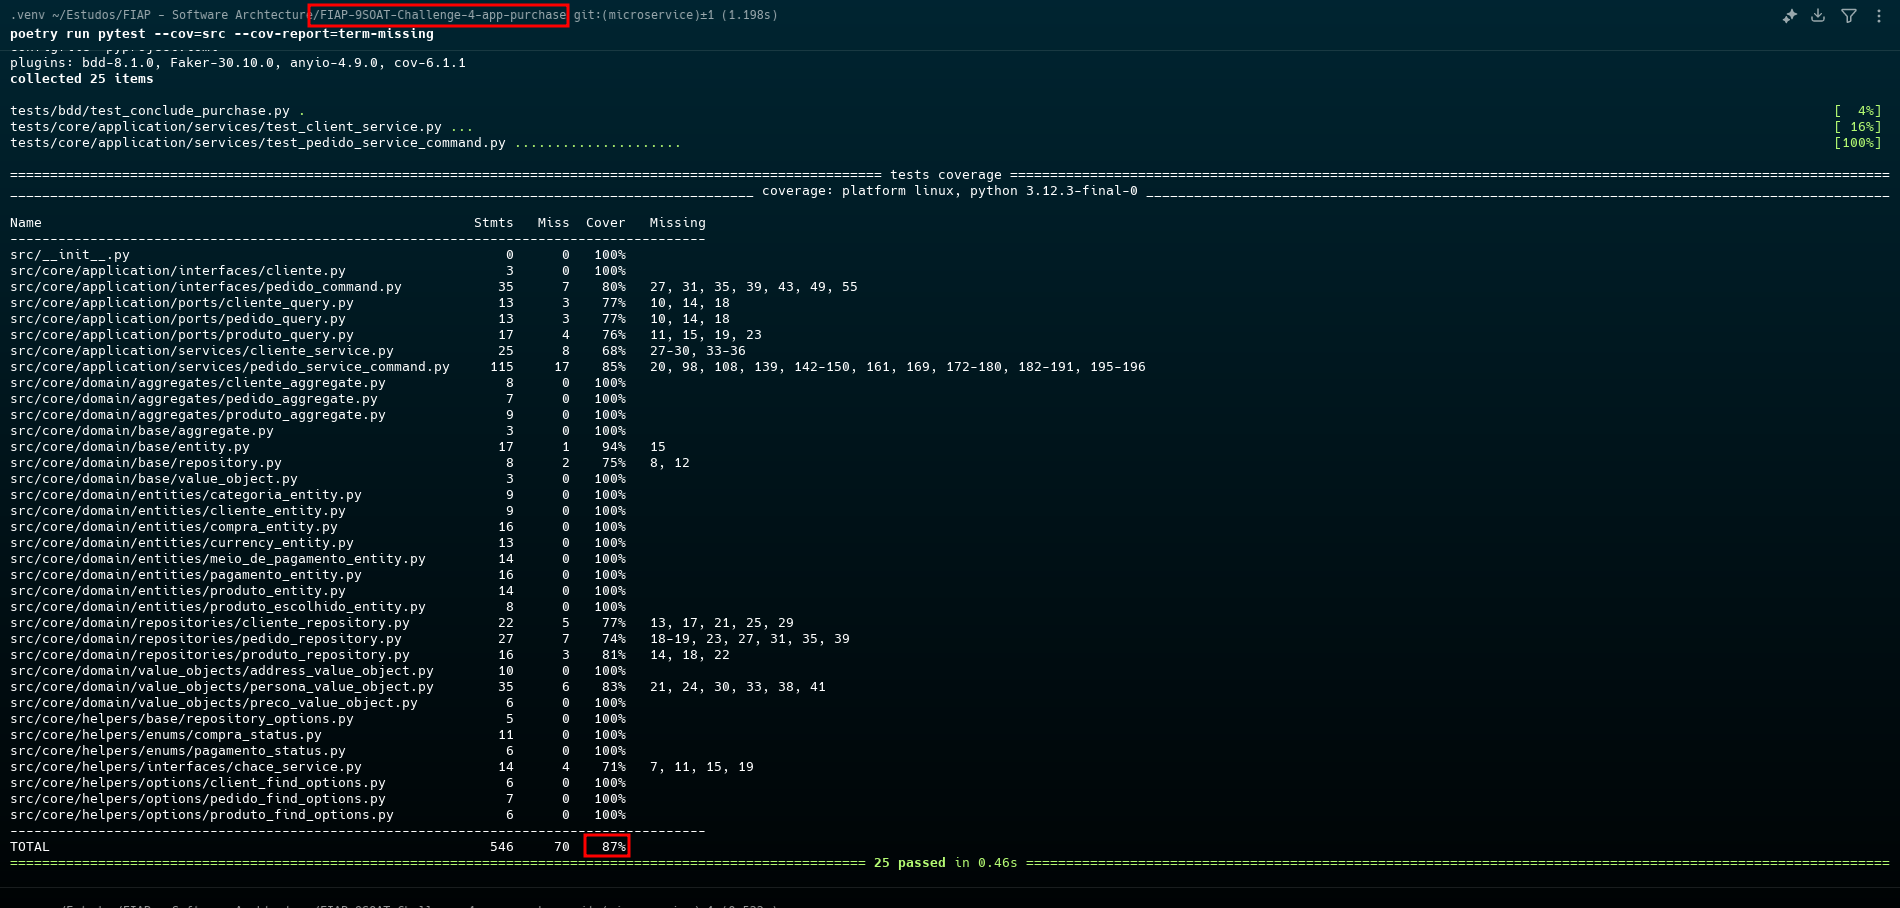 .venv ~/Estudos/FIAP - Software Archtecture/FIAP-9SOAT-Challenge-4-app-purchase git:(microservice)±1 (1.198s)
poetry run pytest --cov=src --cov-report=term-missing
plugins: bdd-8.1.0, Faker-30.10.0, anyio-4.9.0, cov-6.1.1
collected 25 items
tests/bdd/test_conclude_purchase.py . [  4%]
tests/core/application/services/test_client_service.py ... [ 16%]
tests/core/application/services/test_pedido_service_command.py ..................... [100%]
tests coverage
coverage: platform linux, python 3.12.3-final-0
Name Stmts Miss Cover Missing
src/__init__.py 0 0 100%
src/core/application/interfaces/cliente.py 3 0 100%
src/core/application/interfaces/pedido_command.py 35 7 80% 27, 31, 35, 39, 43, 49, 55
src/core/application/ports/cliente_query.py 13 3 77% 10, 14, 18
src/core/application/ports/pedido_query.py 13 3 77% 10, 14, 18
src/core/application/ports/produto_query.py 17 4 76% 11, 15, 19, 23
src/core/application/services/cliente_service.py 25 8 68% 27-30, 33-36
src/core/application/services/pedido_service_command.py 115 17 85% 20, 98, 108, 139, 142-150, 161, 169, 172-180, 182-191, 195-196
src/core/domain/aggregates/cliente_aggregate.py 8 0 100%
src/core/domain/aggregates/pedido_aggregate.py 7 0 100%
src/core/domain/aggregates/produto_aggregate.py 9 0 100%
src/core/domain/base/aggregate.py 3 0 100%
src/core/domain/base/entity.py 17 1 94% 15
src/core/domain/base/repository.py 8 2 75% 8, 12
src/core/domain/base/value_object.py 3 0 100%
src/core/domain/entities/categoria_entity.py 9 0 100%
src/core/domain/entities/cliente_entity.py 9 0 100%
src/core/domain/entities/compra_entity.py 16 0 100%
src/core/domain/entities/currency_entity.py 13 0 100%
src/core/domain/entities/meio_de_pagamento_entity.py 14 0 100%
src/core/domain/entities/pagamento_entity.py 16 0 100%
src/core/domain/entities/produto_entity.py 14 0 100%
src/core/domain/entities/produto_escolhido_entity.py 8 0 100%
src/core/domain/repositories/cliente_repository.py 22 5 77% 13, 17, 21, 25, 29
src/core/domain/repositories/pedido_repository.py 27 7 74% 18-19, 23, 27, 31, 35, 39
src/core/domain/repositories/produto_repository.py 16 3 81% 14, 18, 22
src/core/domain/value_objects/address_value_object.py 10 0 100%
src/core/domain/value_objects/persona_value_object.py 35 6 83% 21, 24, 30, 33, 38, 41
src/core/domain/value_objects/preco_value_object.py 6 0 100%
src/core/helpers/base/repository_options.py 5 0 100%
src/core/helpers/enums/compra_status.py 11 0 100%
src/core/helpers/enums/pagamento_status.py 6 0 100%
src/core/helpers/interfaces/chace_service.py 14 4 71% 7, 11, 15, 19
src/core/helpers/options/client_find_options.py 6 0 100%
src/core/helpers/options/pedido_find_options.py 7 0 100%
src/core/helpers/options/produto_find_options.py 6 0 100%
TOTAL 546 70 87%
25 passed in 0.46s